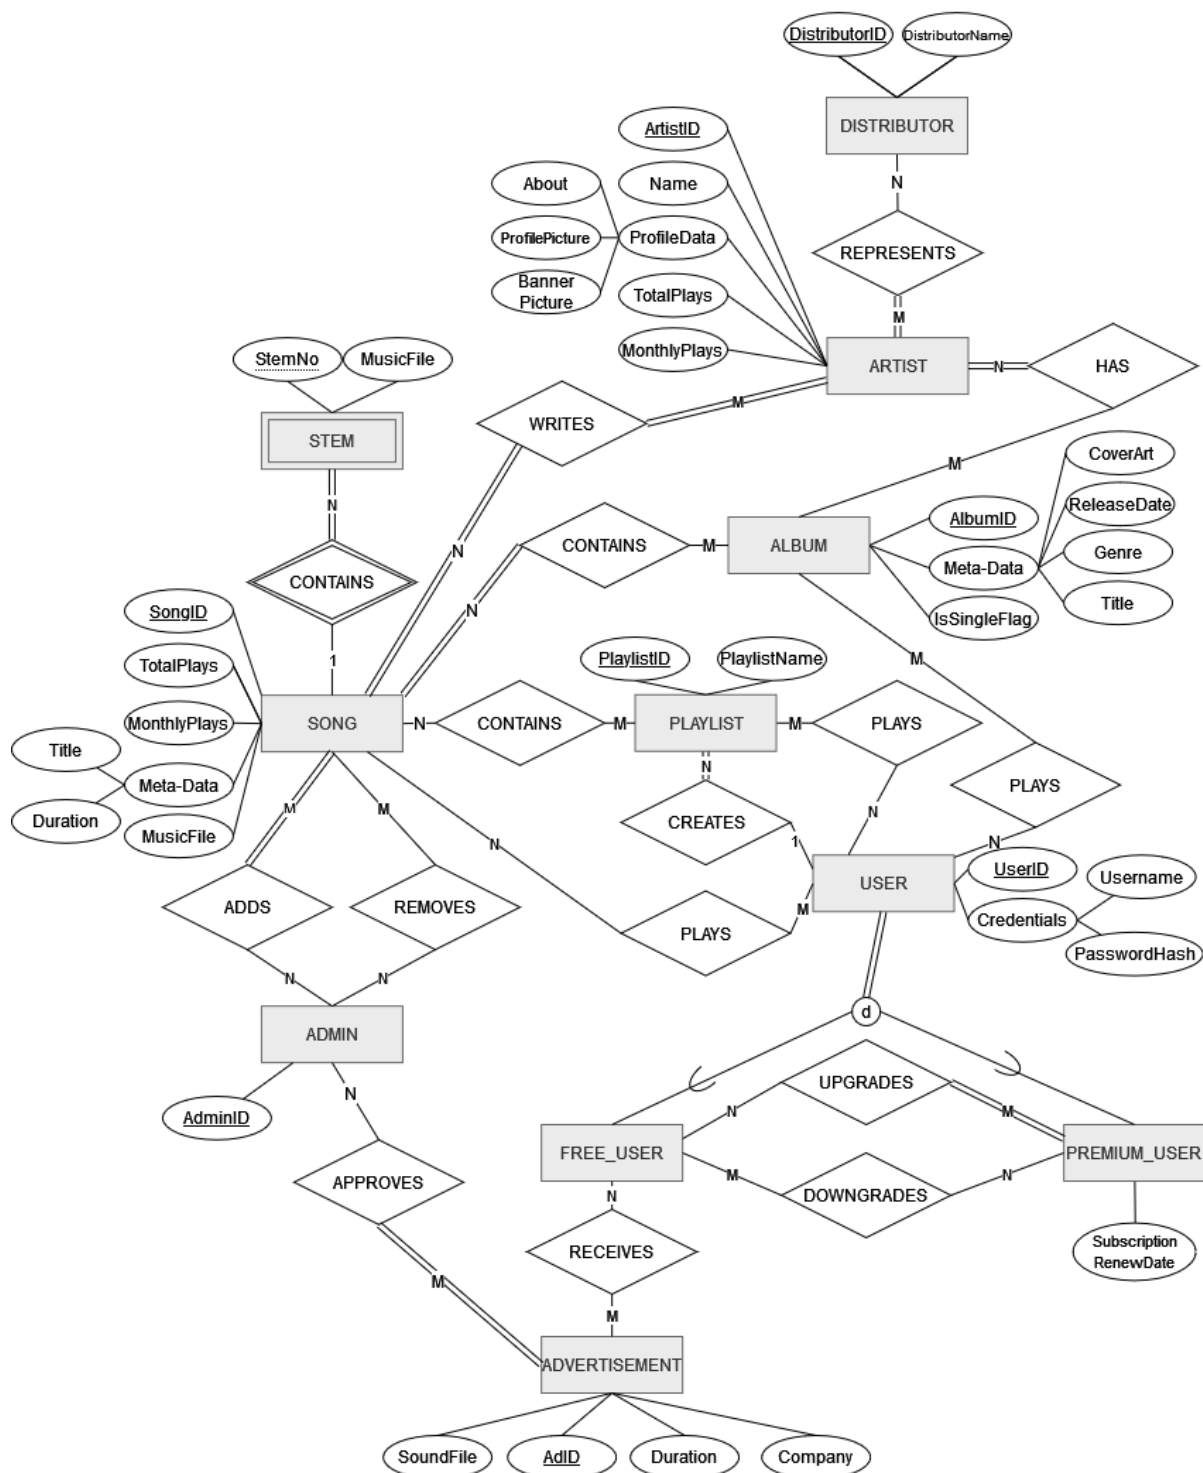 DistributorID
DistributorName
DISTRIBUTOR
N
REPRESENTS
M
ArtistID
Name
About
ProfilePicture
Banner
Picture
ProfileData
TotalPlays
MonthlyPlays
ARTIST
N
HAS
M
StemNo
MusicFile
STEM
N
CONTAINS
1
WRITES
M
N
CONTAINS
M
N
ALBUM
AlbumID
Meta-Data
IsSingleFlag
CoverArt
ReleaseDate
Genre
Title
SongID
TotalPlays
MonthlyPlays
Title
Meta-Data
Duration
MusicFile
SONG
N
CONTAINS
M
PlaylistID
PlaylistName
PLAYLIST
M
PLAYS
N
M
PLAYS
N
N
CREATES
1
USER
UserID
Credentials
Username
PasswordHash
N
PLAYS
M
M
M
ADDS
REMOVES
N
N
ADMIN
AdminID
N
APPROVES
M
d
UPGRADES
N
M
FREE_USER
PREMIUM_USER
M
DOWNGRADES
N
Subscription
RenewDate
N
RECEIVES
M
ADVERTISEMENT
SoundFile
AdID
Duration
Company